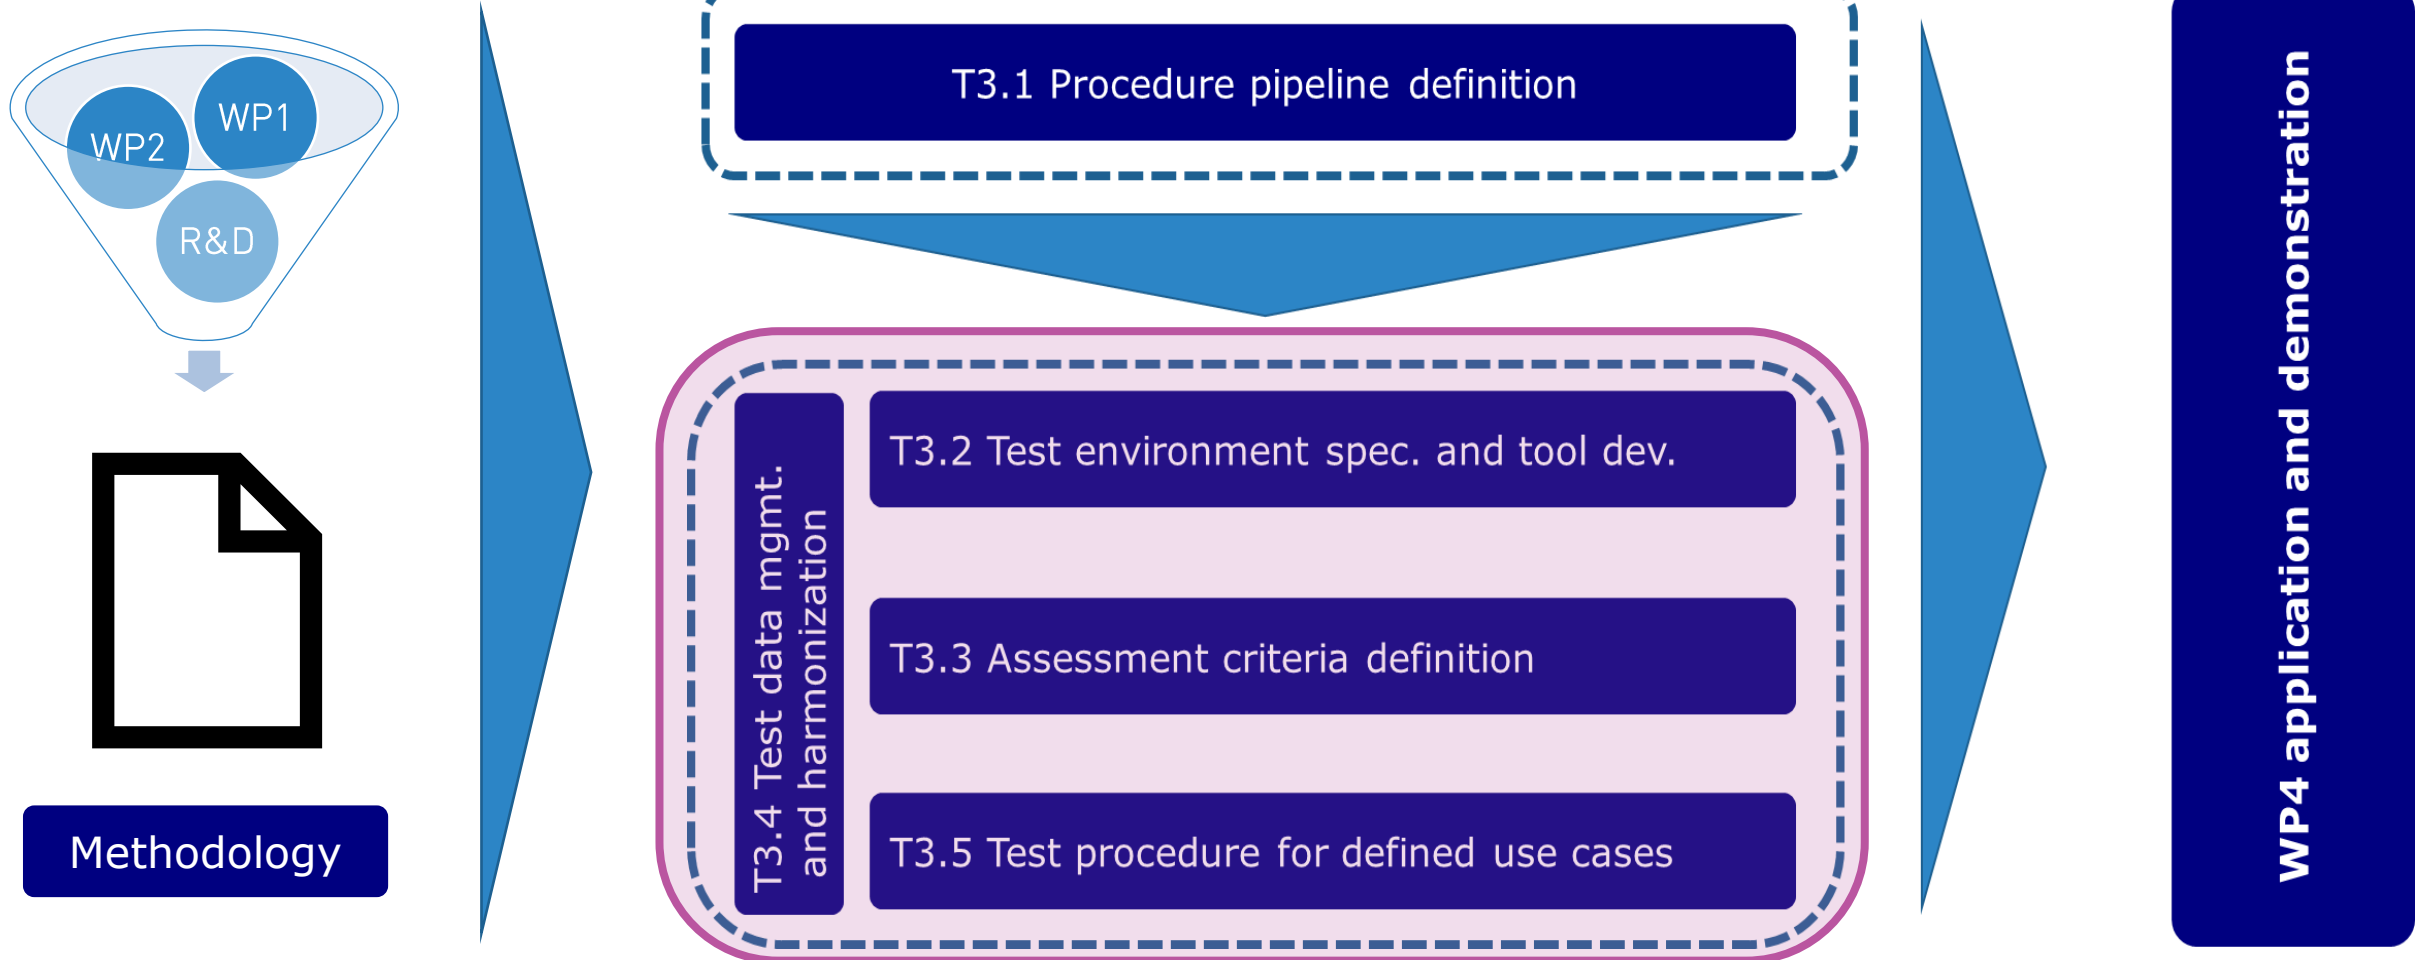 WP1
WP2
R&D
Methodology
T3.1 Procedure pipeline definition
T3.4 Test data mgmt.
and harmonization
T3.2 Test environment spec. and tool dev.
T3.3 Assessment criteria definition
T3.5 Test procedure for defined use cases
WP4 application and demonstration